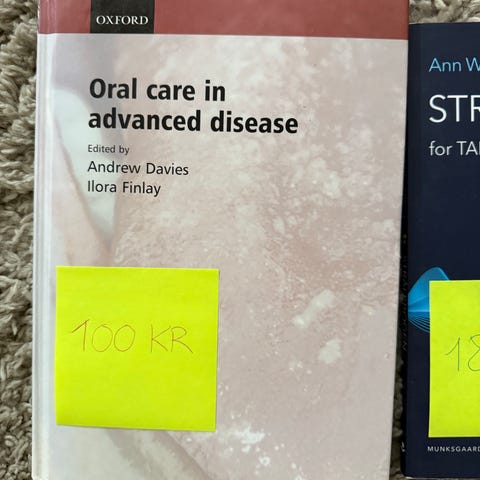 OXFORD
Oral care in
advanced disease
Edited by
Andrew Davies
Ilora Finlay
100 KR
Ann W
STR
for TA
18
MUNKSGAARD